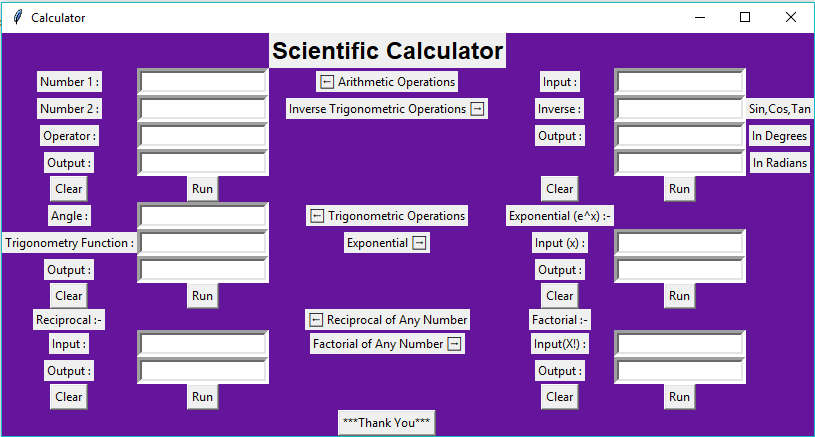 Calculator
Scientific Calculator
Number 1 : ← Arithmetic Operations Input :
Number 2 : Inverse Trigonometric Operations → Inverse : Sin,Cos,Tan
Operator : Output : In Degrees
Output : In Radians
Clear Run Clear Run
Angle : ← Trigonometric Operations Exponential (e^x) :-
Trigonometry Function : Exponential → Input (x) :
Output : Output :
Clear Run Clear Run
Reciprocal :- ← Reciprocal of Any Number Factorial :-
Input : Factorial of Any Number → Input(X!) :
Output : Output :
Clear Run Clear Run
***Thank You***